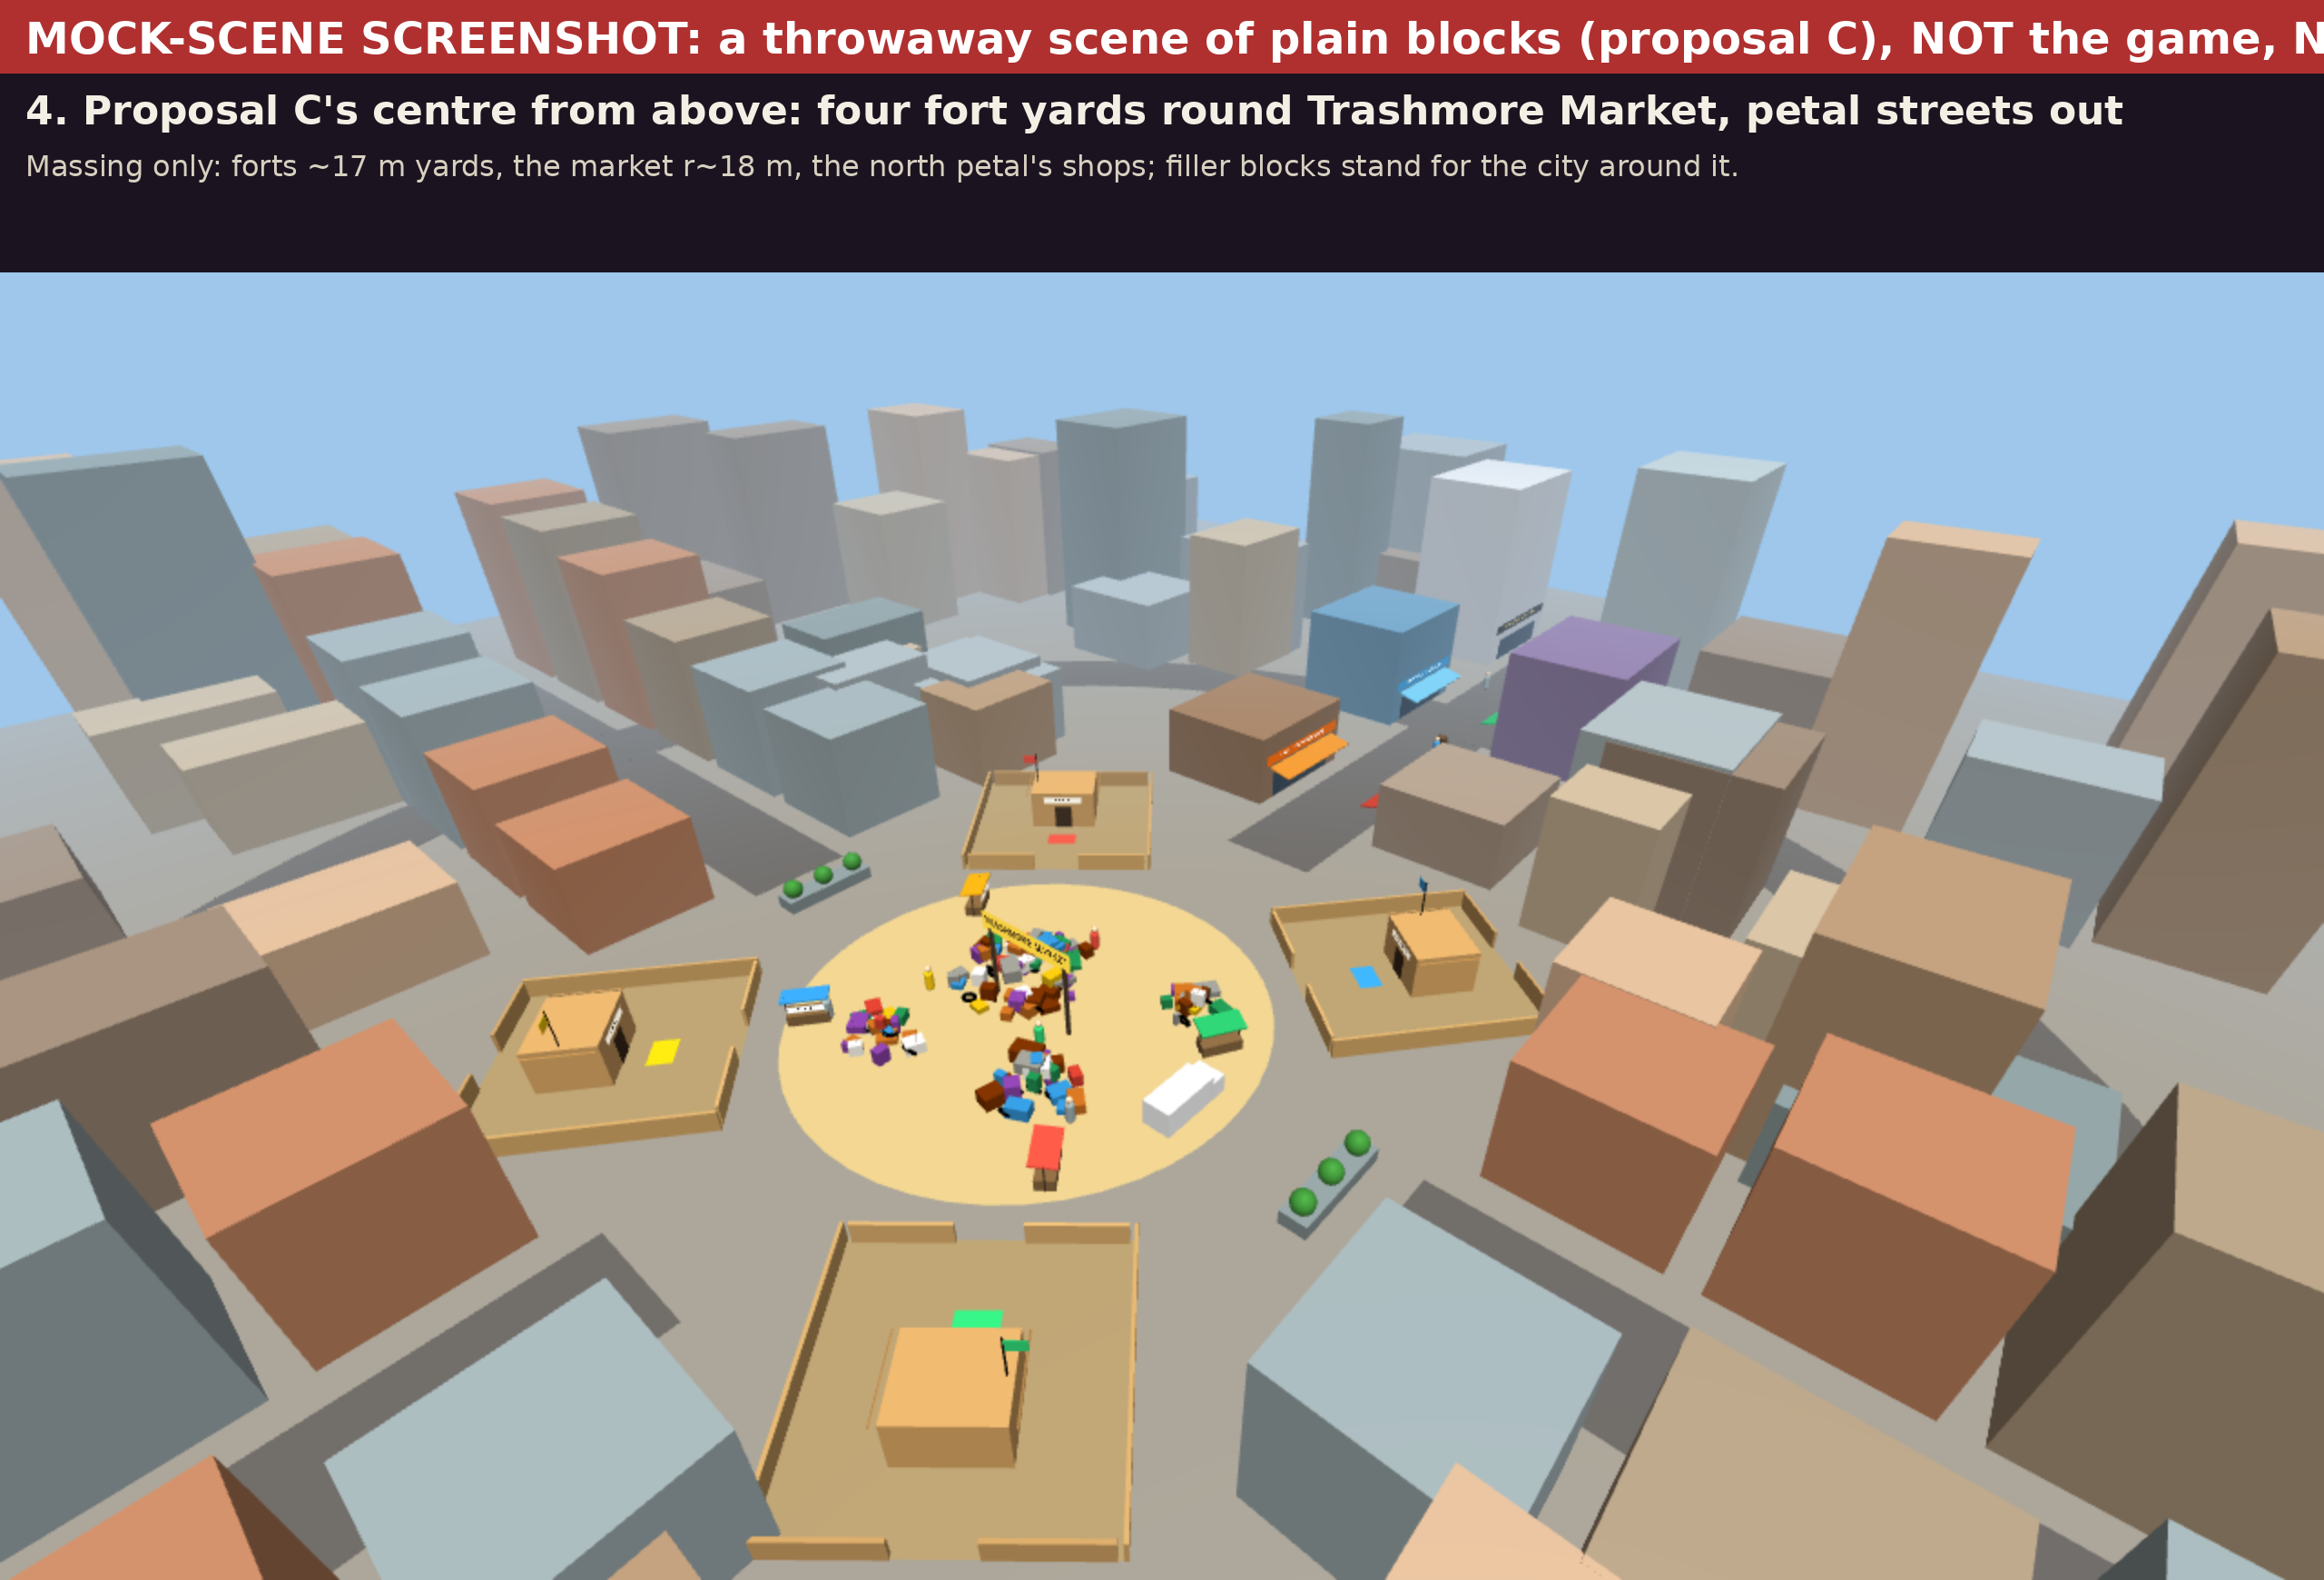 MOCK-SCENE SCREENSHOT: a throwaway scene of plain blocks (proposal C), NOT the game, N
4. Proposal C's centre from above: four fort yards round Trashmore Market, petal streets out
Massing only: forts ~17 m yards, the market r~18 m, the north petal's shops; filler blocks stand for the city around it.